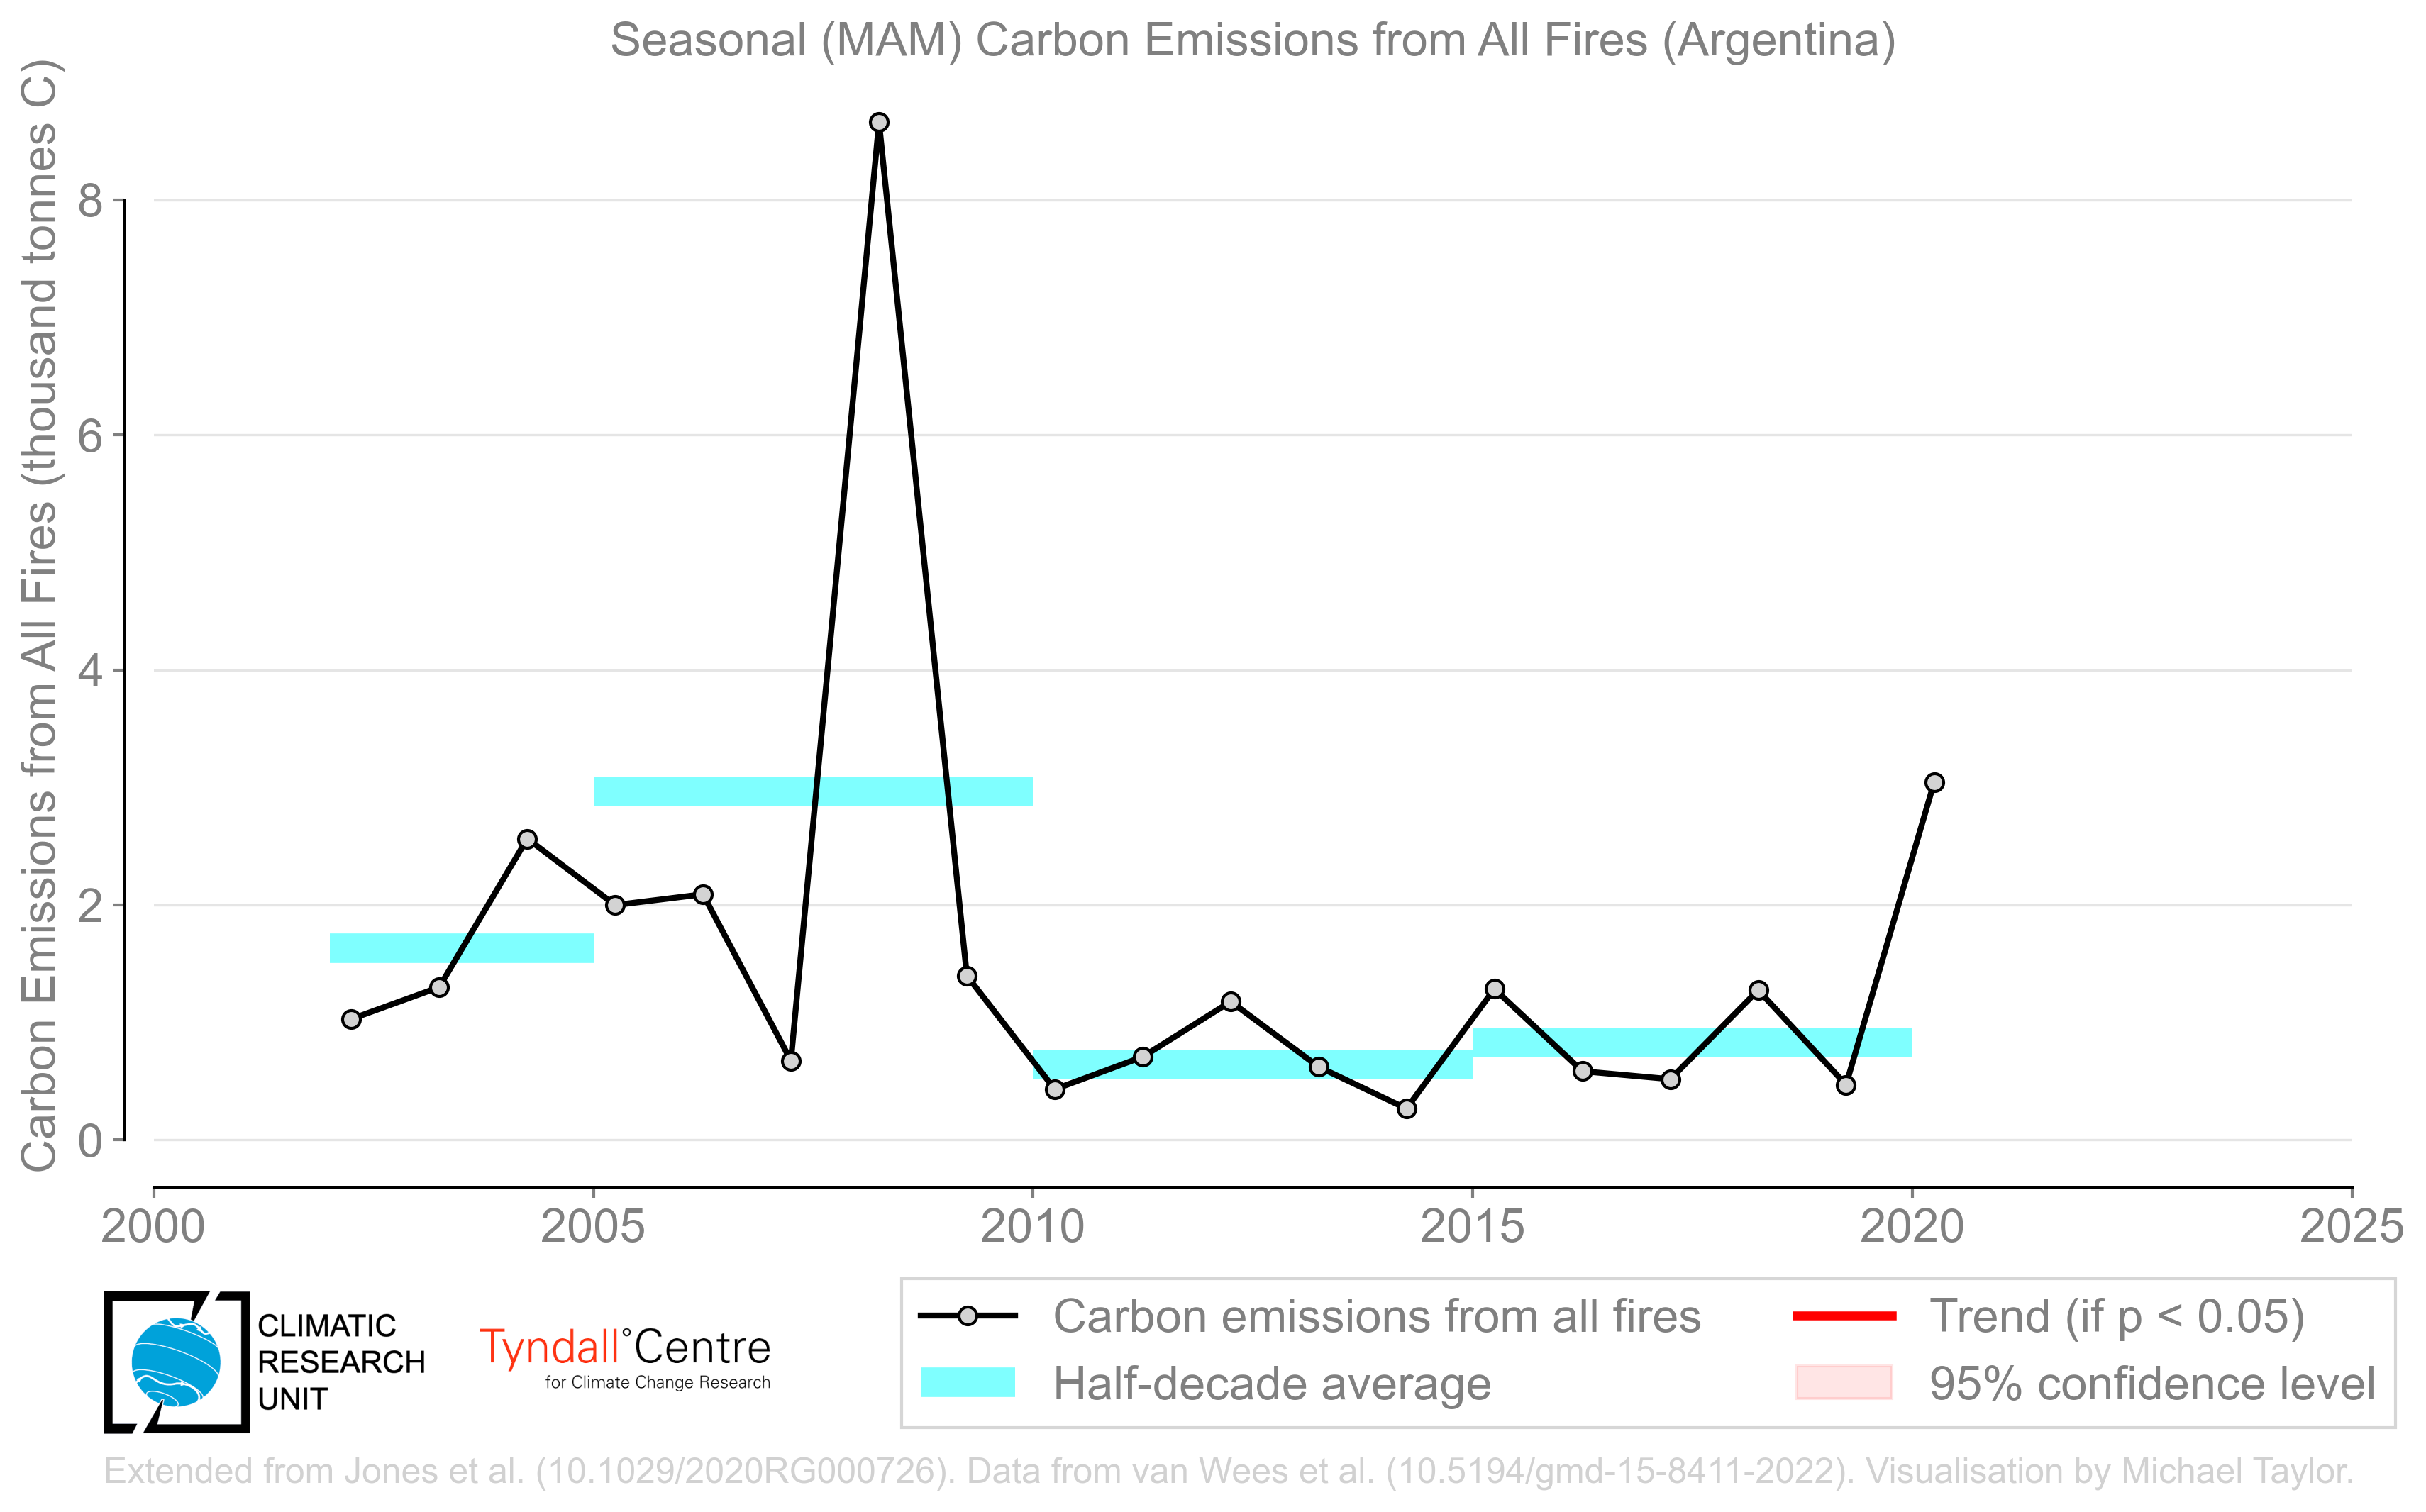 Seasonal (MAM) Carbon Emissions from All Fires (Argentina)
Carbon Emissions from All Fires (thousand tonnes C)
8
6
4
2
0
2000 2005 2010 2015 2020 2025
CLIMATIC
RESEARCH
UNIT
Tyndall°Centre
for Climate Change Research
Carbon emissions from all fires
Half-decade average
Trend (if p < 0.05)
95% confidence level
Extended from Jones et al. (10.1029/2020RG000726). Data from van Wees et al. (10.5194/gmd-15-8411-2022). Visualisation by Michael Taylor.